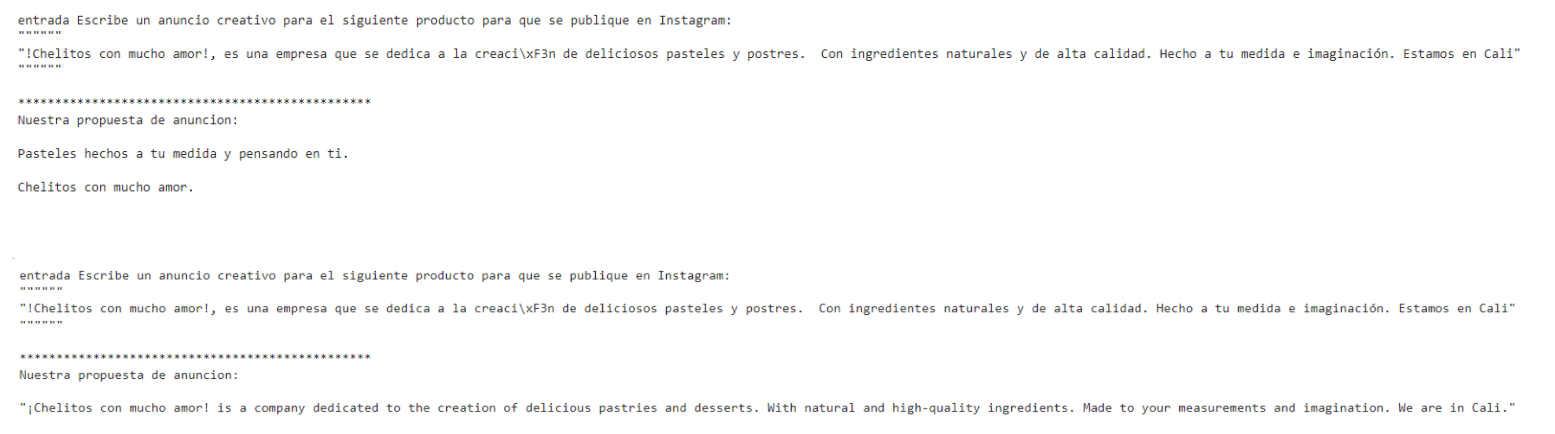 entrada Escribe un anuncio creativo para el siguiente producto para que se publique en Instagram:
""""""
"!Chelitos con mucho amor!, es una empresa que se dedica a la creaci\xF3n de deliciosos pasteles y postres.  Con ingredientes naturales y de alta calidad. Hecho a tu medida e imaginación. Estamos en Cali"
""""""
************************************************
Nuestra propuesta de anuncion:
Pasteles hechos a tu medida y pensando en ti.
Chelitos con mucho amor.
entrada Escribe un anuncio creativo para el siguiente producto para que se publique en Instagram:
""""""
"!Chelitos con mucho amor!, es una empresa que se dedica a la creaci\xF3n de deliciosos pasteles y postres.  Con ingredientes naturales y de alta calidad. Hecho a tu medida e imaginación. Estamos en Cali"
""""""
************************************************
Nuestra propuesta de anuncion:
"¡Chelitos con mucho amor! is a company dedicated to the creation of delicious pastries and desserts. With natural and high-quality ingredients. Made to your measurements and imagination. We are in Cali."